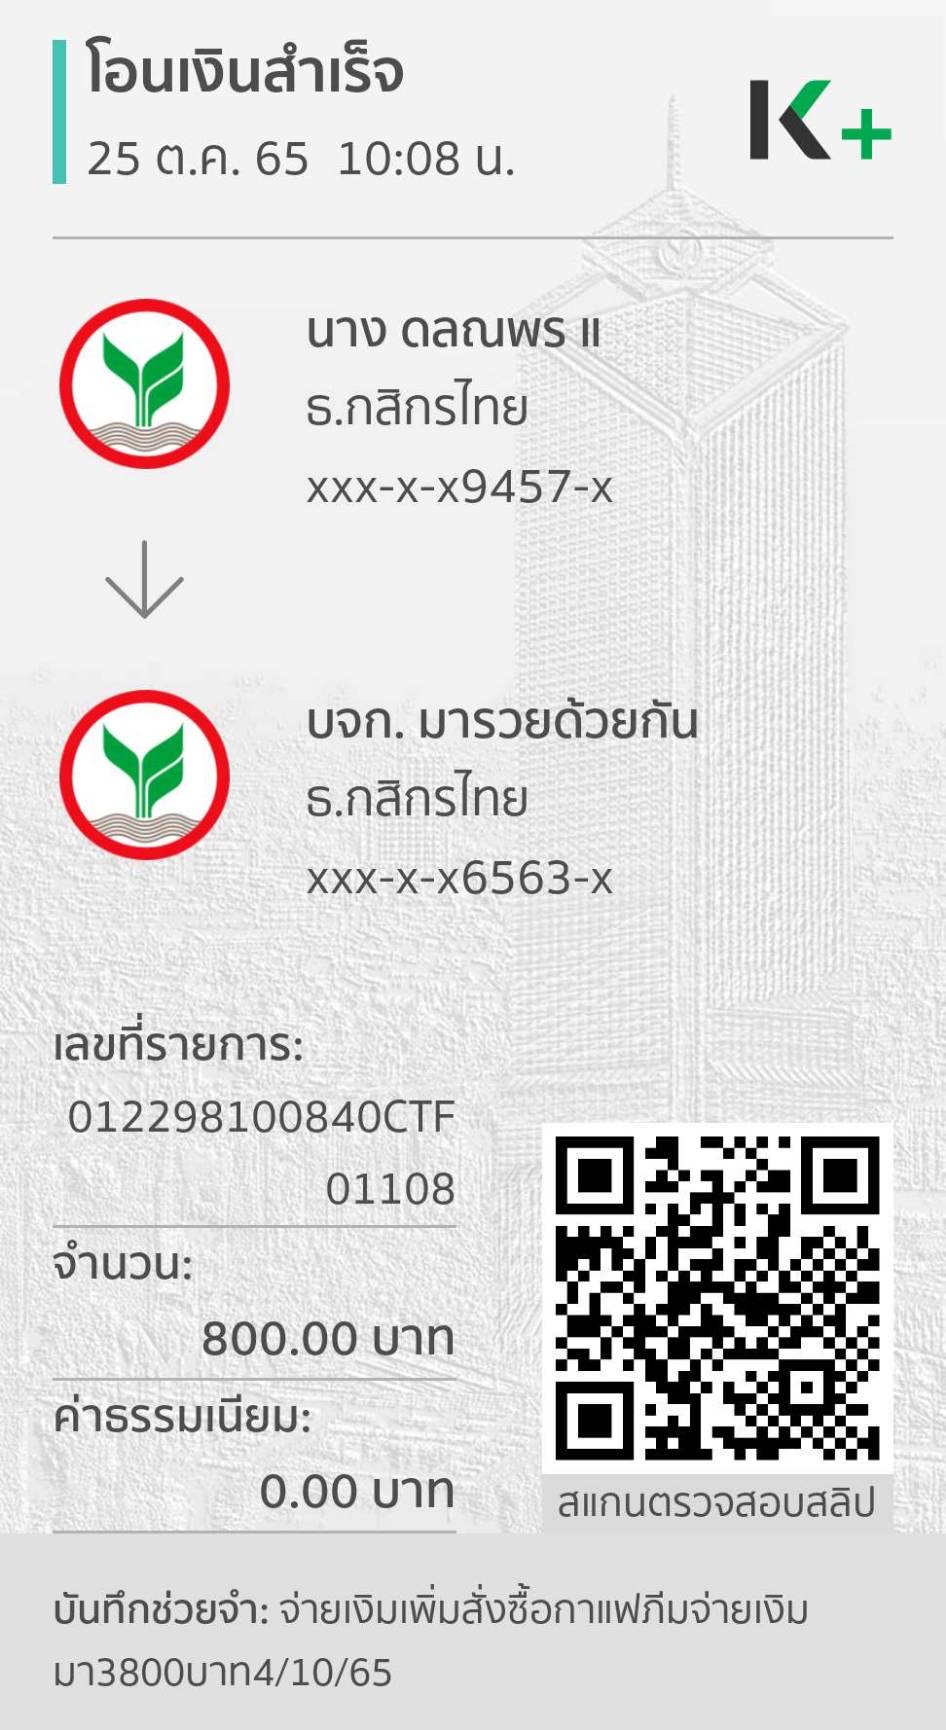 โอนเงินสำเร็จ
25 ต.ค. 65 10:08 น.
K+
นาง ดลณพร แ
ธ.กสิกรไทย
xxx-x-x9457-x
บจก. มารวยด้วยกัน
ธ.กสิกรไทย
xxx-x-x6563-x
เลขที่รายการ:
012298100840CTF
01108
จำนวน:
800.00 บาท
ค่าธรรมเนียม:
0.00 บาท
สแกนตรวจสอบสลิป
บันทึกช่วยจำ: จ่ายเงิมเพิ่มสั่งซื้อกาแฟภีมจ่ายเงิม
มา3800บาท4/10/65